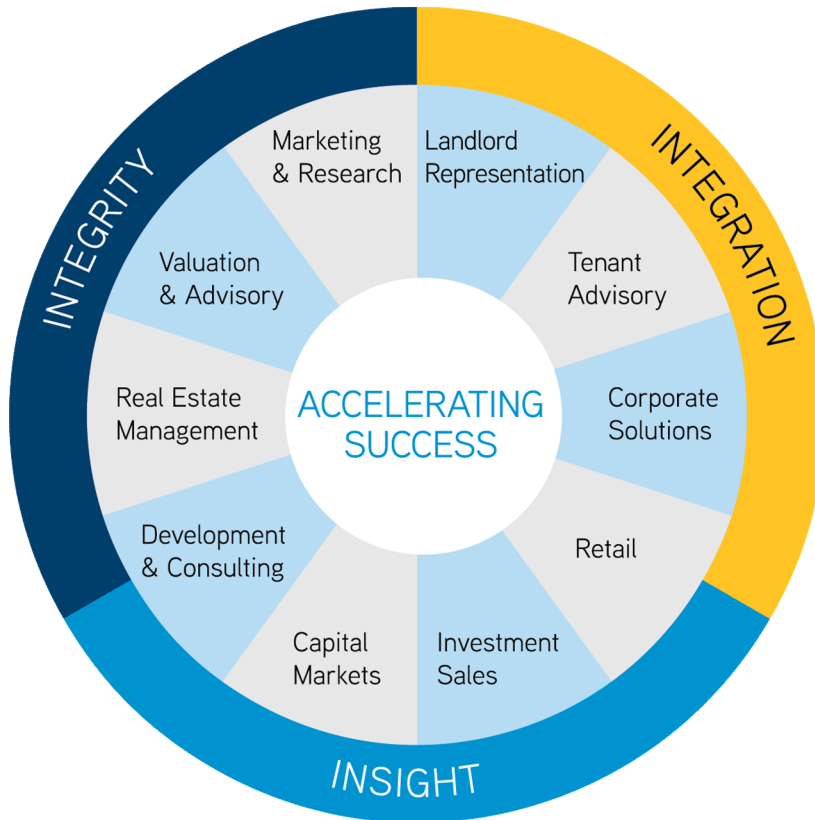 INTEGRITY
INTEGRATION
INSIGHT
Marketing
& Research
Landlord
Representation
Tenant
Advisory
Corporate
Solutions
Retail
Investment
Sales
Capital
Markets
Development
& Consulting
Real Estate
Management
Valuation
& Advisory
ACCELERATING
SUCCESS